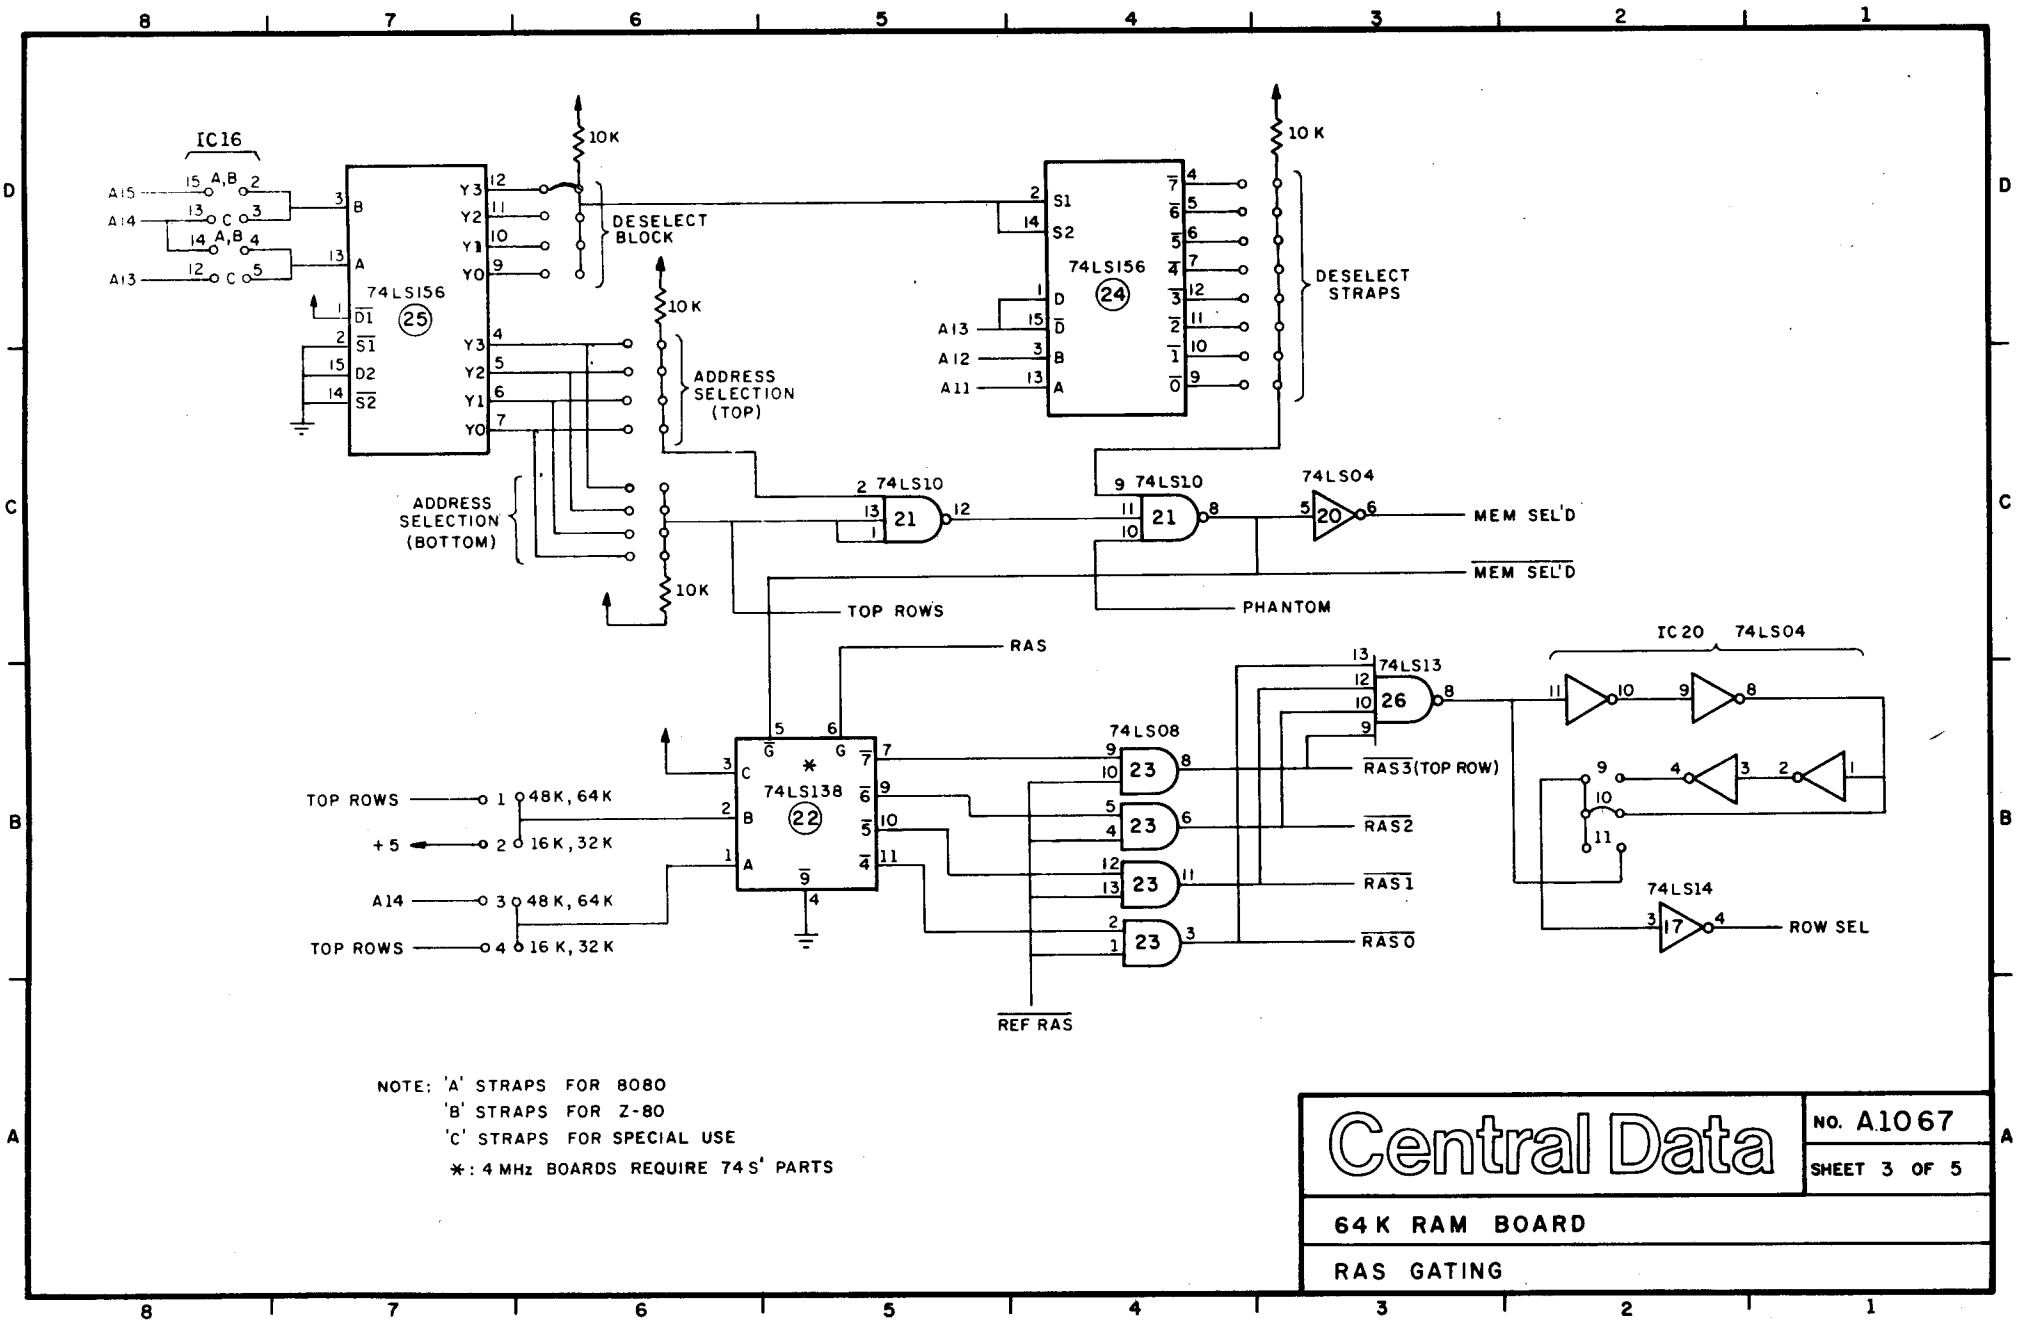 8 7 6 5 4 3 2 1
D
C
B
A
IC16
A15 15 A,B 2
A14 13 C 3
14 A,B 4
A13 12 C 5
3 B
13 A
1 D1
2 S1
15 D2
14 S2
74LS156
25
Y3 12
Y2 11
Y1 10
Y0 9
Y3 4
Y2 5
Y1 6
Y0 7
10K
DESELECT
BLOCK
10K
ADDRESS
SELECTION
(TOP)
ADDRESS
SELECTION
(BOTTOM)
10K
TOP ROWS
2 S1
14 S2
74LS156
24
1 D
A13 15 D
A12 3 B
A11 13 A
7 4
6 5
5 6
4 7
3 12
2 11
1 10
0 9
10K
DESELECT
STRAPS
74LS10
2
13
1
21
12
74LS10
9
11
10
21
8
74LS04
5 20 6
MEM SEL'D
MEM SEL'D
PHANTOM
RAS
5 6
G G
3 C
2 B
1 A
*
74LS138
22
9
4
7 7
6 9
5 10
4 11
TOP ROWS 1 48K, 64K
+5 2 16K, 32K
A14 3 48K, 64K
TOP ROWS 4 16K, 32K
74LS08
9
10
23 8
5
4
23 6
12
13
23 11
2
1
23 3
REF RAS
RAS3(TOP ROW)
RAS2
RAS1
RAS0
74LS13
13
12
10
9
26 8
IC20 74LS04
11 10 9 8
9 4 3 2 1
10
11
74LS14
3 17 4
ROW SEL
NOTE: 'A' STRAPS FOR 8080
'B' STRAPS FOR Z-80
'C' STRAPS FOR SPECIAL USE
*: 4 MHz BOARDS REQUIRE 74S' PARTS
Central Data
NO. A1067
SHEET 3 OF 5
64K RAM BOARD
RAS GATING
D
C
B
A
8 7 6 5 4 3 2 1